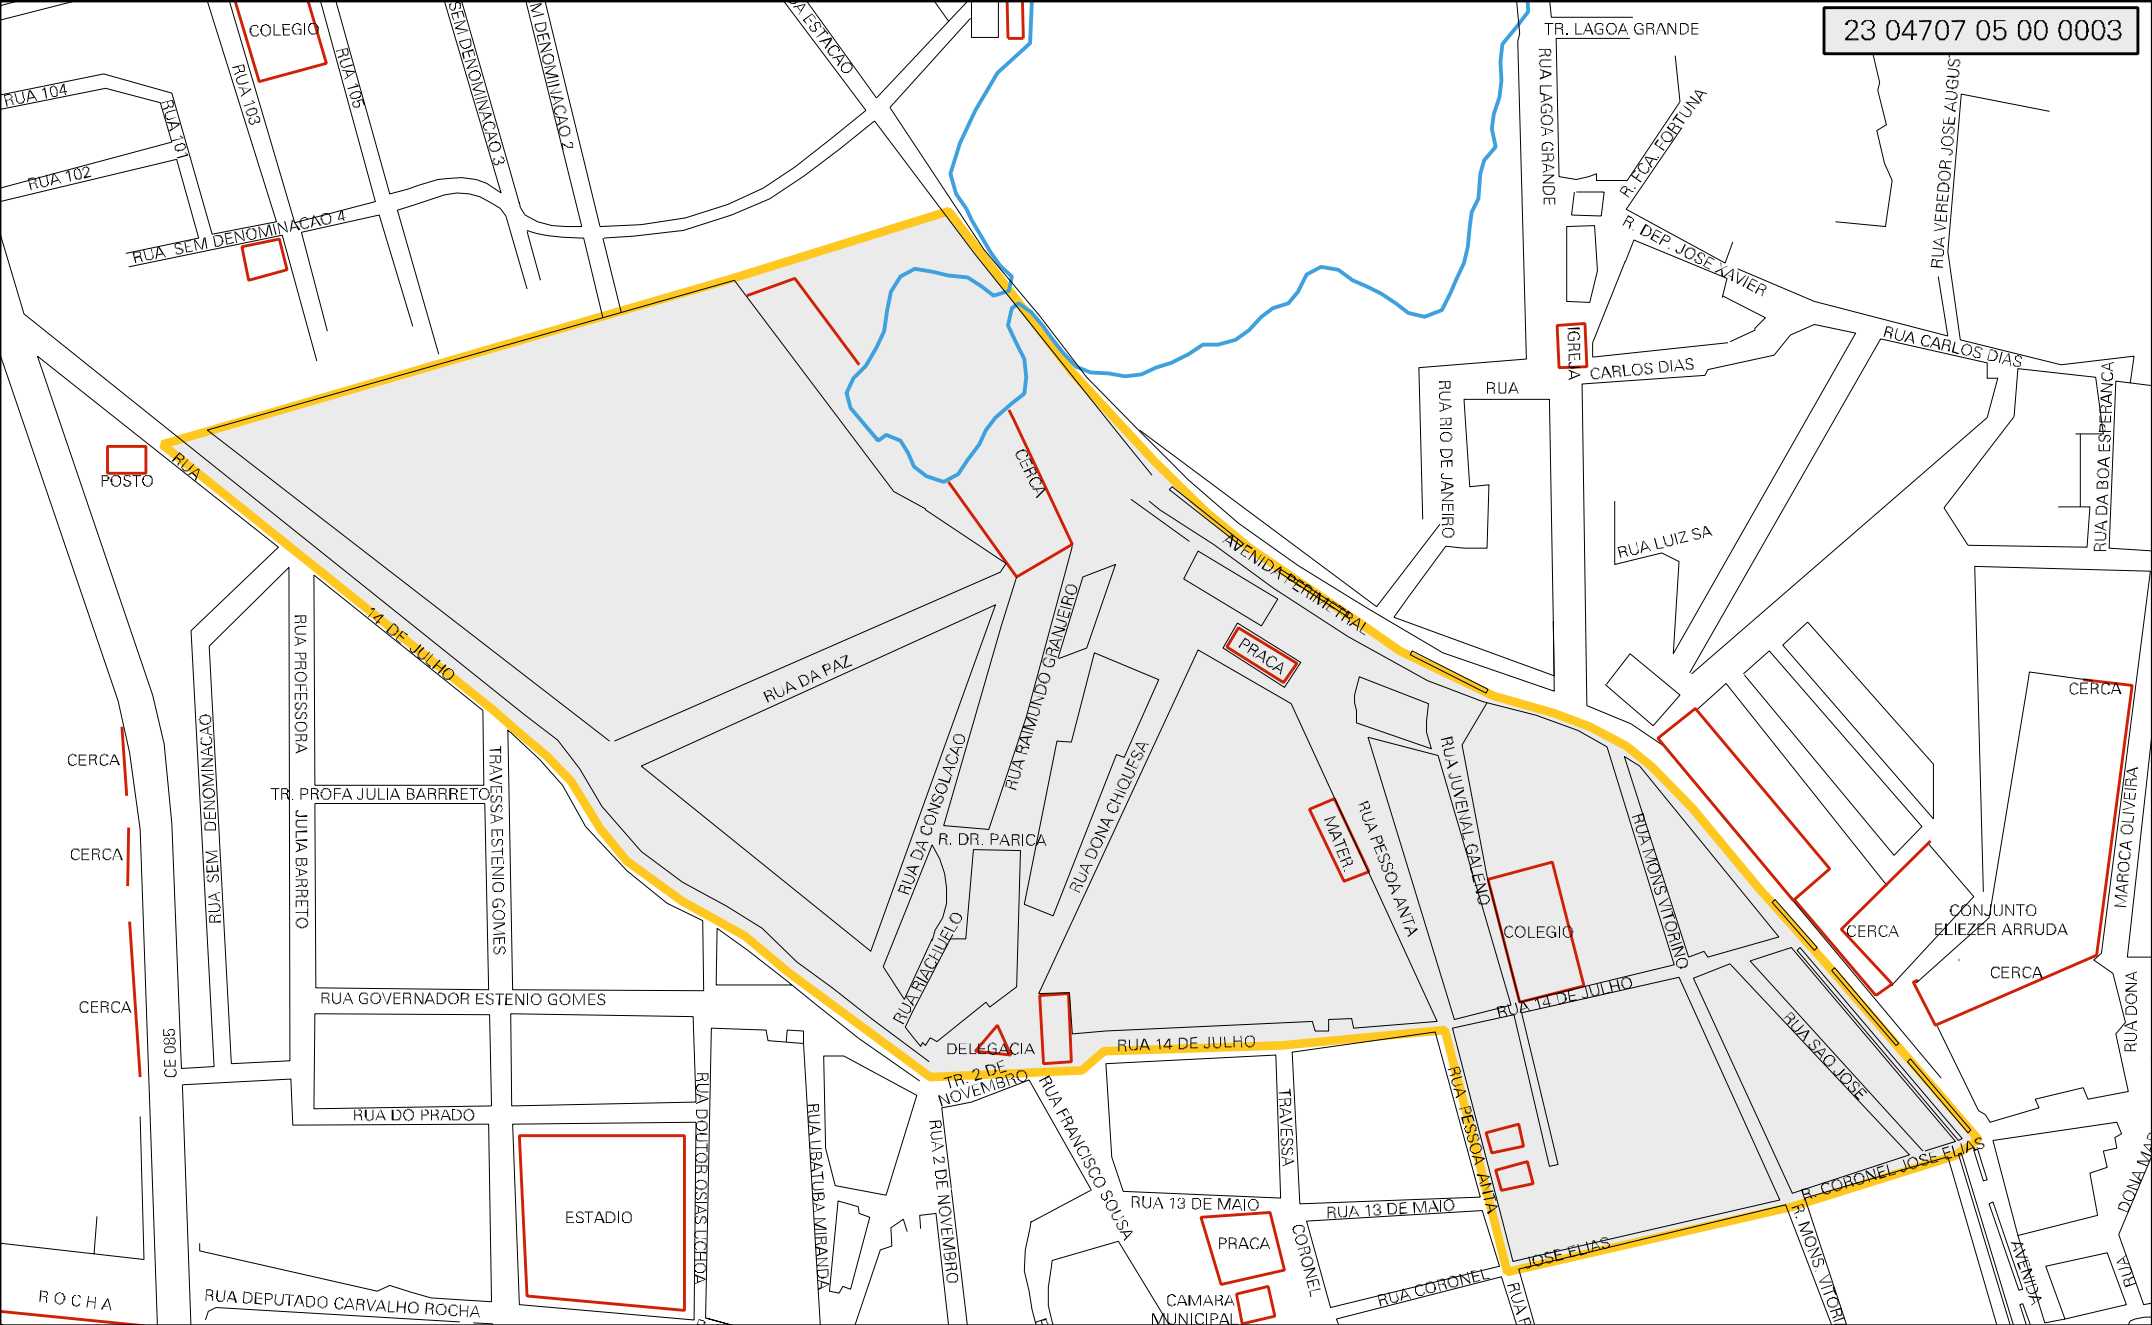 23 04707 05 00 0003
COLEGIO
RUA 104
RUA 101
RUA 102
RUA 103
RUA 105
SEM DENOMINACAO 3
M DENOMINACAO 2
DA ESTACAO
RUA SEM DENOMINACAO 4
TR. LAGOA GRANDE
RUA LAGOA GRANDE
R. FCA. FORTUNA
R. DEP. JOSE XAVIER
RUA VEREDOR JOSE AUGUS
RUA CARLOS DIAS
IGREJA
CARLOS DIAS
RUA
RUA RIO DE JANEIRO
RUA DA BOA ESPERANCA
RUA LUIZ SA
POSTO
RUA
14 DE JULHO
CERCA
AVENIDA PERIMETRAL
PRACA
RUA PROFESSORA
JULIA BARRETO
RUA SEM DENOMINACAO
TR. PROFA JULIA BARRRETO
TRAVESSA ESTENIO GOMES
RUA DA PAZ
RUA RAIMUNDO GRANJEIRO
RUA DA CONSOLACAO
R. DR. PARICA
RUA DONA CHIQUESA
RUA RIACHUELO
MATER.
RUA PESSOA ANTA
RUA JUVENAL GALENO
RUA MONS VITORINO
COLEGIO
CERCA
CERCA
CERCA
CERCA
MAROCA OLIVEIRA
CONJUNTO
ELIEZER ARRUDA
CERCA
CERCA
RUA DONA
CE 085
RUA GOVERNADOR ESTENIO GOMES
RUA 14 DE JULHO
RUA SAO JOSE
DELEGACIA
RUA 14 DE JULHO
TR. 2 DE
NOVEMBRO
RUA DO PRADO
RUA DOUTOR OSIAS UCHOA
RUA UBATUBA MIRANDA
RUA 2 DE NOVEMBRO
RUA FRANCISCO SOUSA
TRAVESSA
CORONEL
RUA PESSOA ANTA
R. CORONEL JOSE ELIAS
RUA 13 DE MAIO
RUA 13 DE MAIO
ESTADIO
PRACA
JOSE ELIAS
RUA CORONEL
R. MONS. VITORI
AVENIDA
RUA
DONA MA
CAMARA
MUNICIPAL
ROCHA
RUA DEPUTADO CARVALHO ROCHA